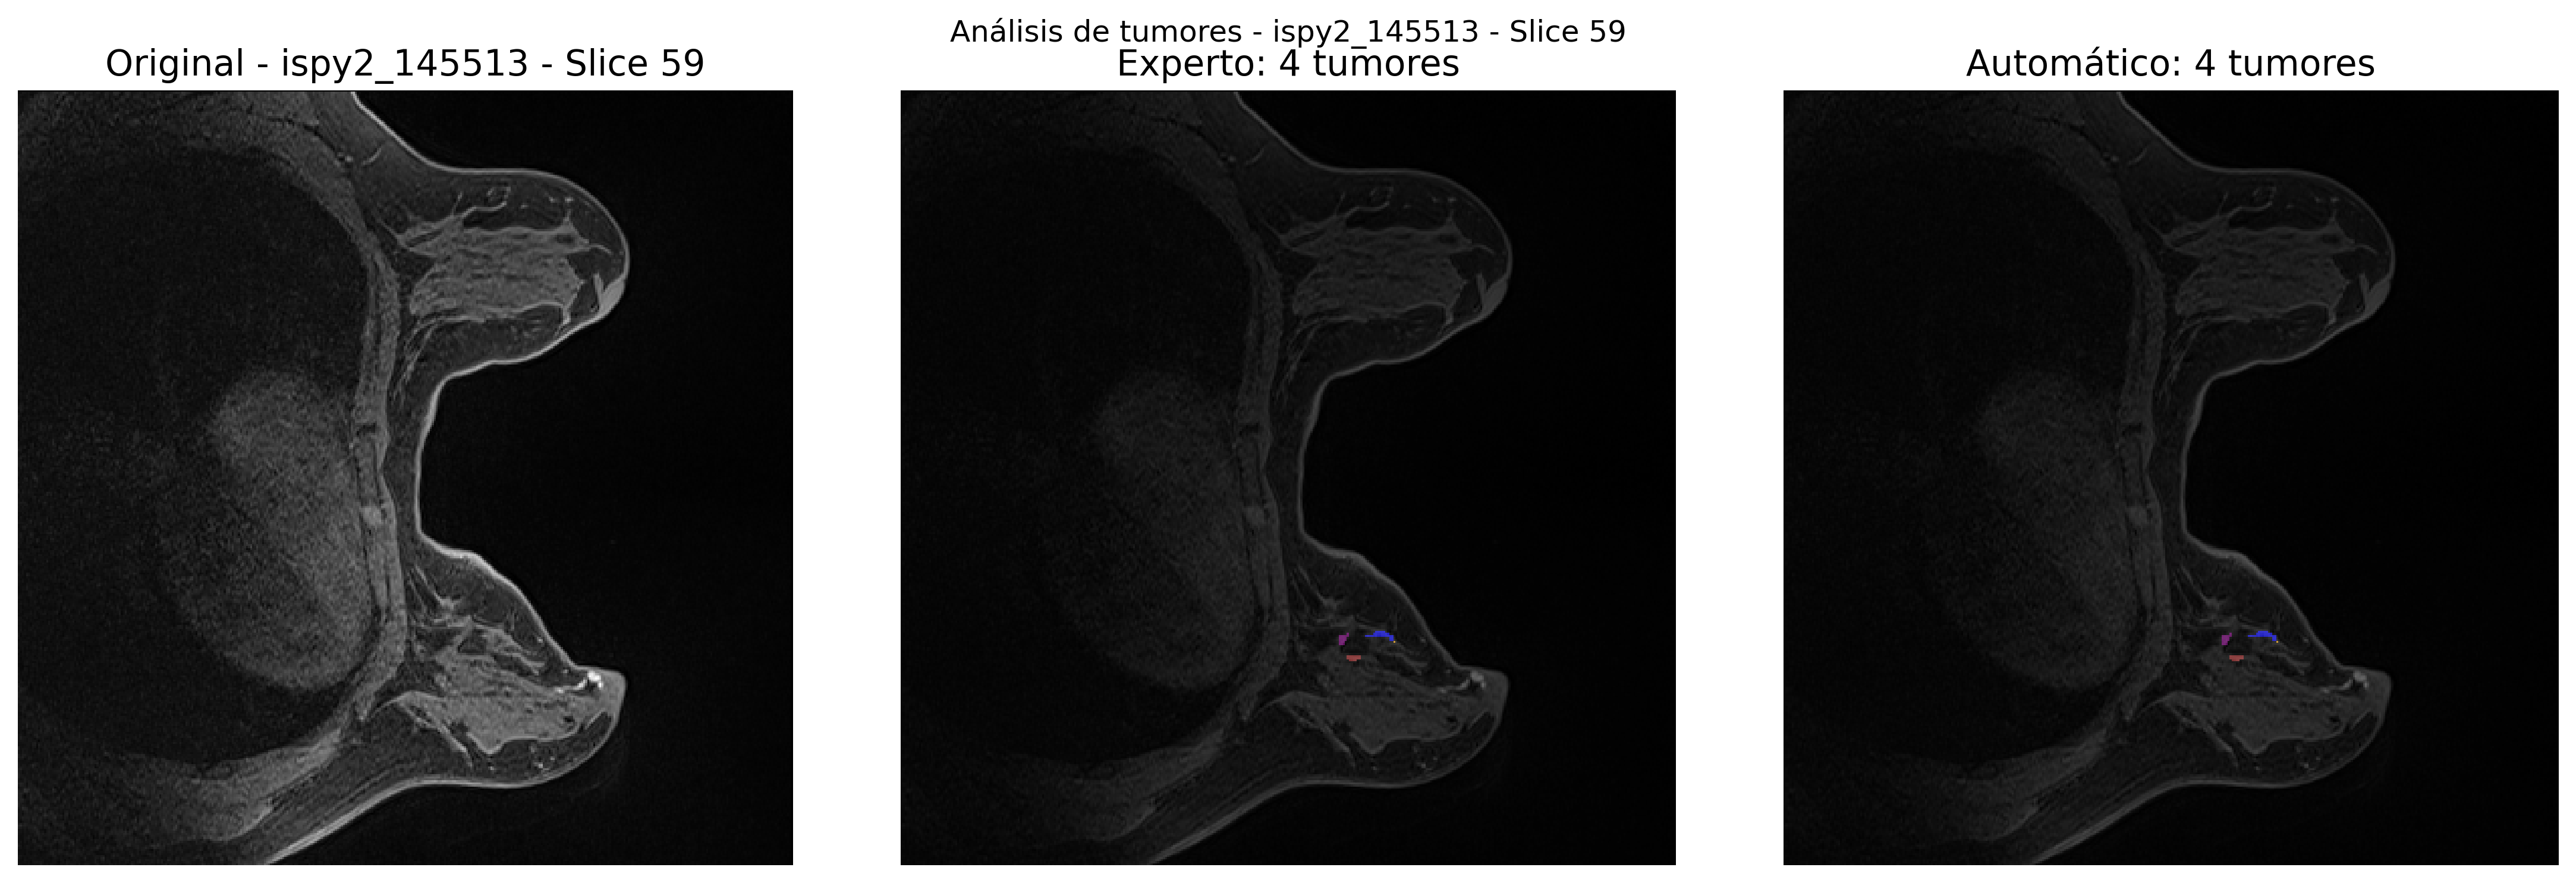 Análisis de tumores - ispy2_145513 - Slice 59
Original - ispy2_145513 - Slice 59
Experto: 4 tumores
Automático: 4 tumores